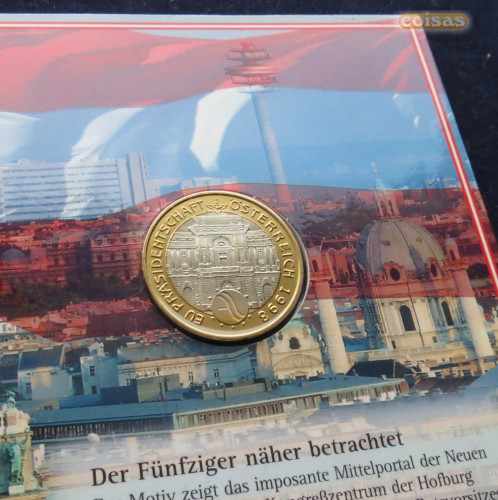 coisas
EU PRÄSIDENTSCHAFT ÖSTERREICH 1998
Der Fünfziger näher betrachtet
Das Motiv zeigt das imposante Mittelportal der Neuen
Kongreßzentrum der Hofburg